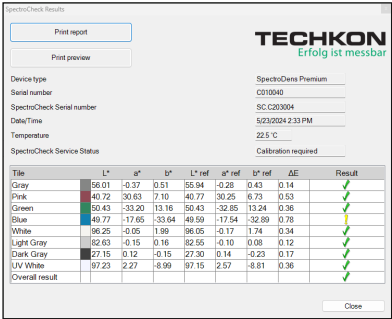 SpectroCheck Results
Print report
Print preview
TECHKON
Erfolg ist messbar
Device type SpectroDens Premium
Serial number C010040
SpectroCheck Serial number SC.C203004
Date/Time 5/23/2024 2:33 PM
Temperature 22.5 °C
SpectroCheck Service Status Calibration required
Title L* a* b* L* ref a* ref b* ref ΔE Result
Gray 56.01 -0.37 0.51 55.94 -0.28 0.43 0.14
Pink 40.72 30.63 7.10 40.77 30.25 6.73 0.53
Green 50.43 -33.20 13.16 50.43 -32.85 13.24 0.36
Blue 49.77 -17.65 -33.64 49.59 -17.54 -32.89 0.78
White 96.25 -0.05 1.99 96.05 -0.17 1.74 0.34
Light Gray 82.63 -0.15 0.16 82.55 -0.10 0.08 0.12
Dark Gray 27.15 0.12 -0.15 27.30 0.14 -0.23 0.17
UV White 97.23 2.27 -8.99 97.15 2.57 -8.81 0.36
Overall result
Close